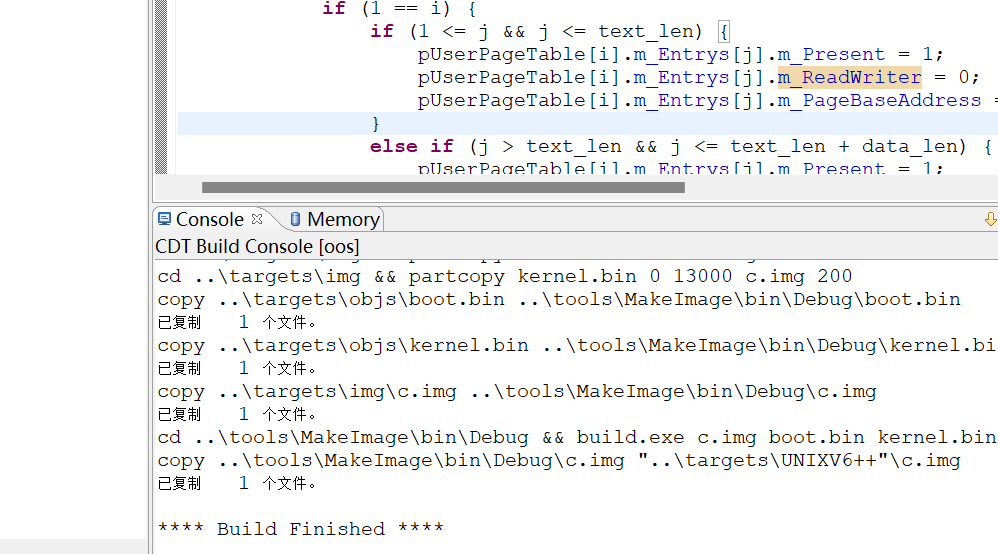 if (1 == i) {
if (1 <= j && j <= text_len) {
pUserPageTable[i].m_Entrys[j].m_Present = 1;
pUserPageTable[i].m_Entrys[j].m_ReadWriter = 0;
pUserPageTable[i].m_Entrys[j].m_PageBaseAddress =
}
else if (j > text_len && j <= text_len + data_len) {
pUserPageTable[i].m_Entrys[j].m_Present = 1;
Console Memory
CDT Build Console [oos]
cd ..\targets\img && partcopy kernel.bin 0 13000 c.img 200
copy ..\targets\objs\boot.bin ..\tools\MakeImage\bin\Debug\boot.bin
已复制 1 个文件。
copy ..\targets\objs\kernel.bin ..\tools\MakeImage\bin\Debug\kernel.bi
已复制 1 个文件。
copy ..\targets\img\c.img ..\tools\MakeImage\bin\Debug\c.img
已复制 1 个文件。
cd ..\tools\MakeImage\bin\Debug && build.exe c.img boot.bin kernel.bin
copy ..\tools\MakeImage\bin\Debug\c.img "..\targets\UNIXV6++"\c.img
已复制 1 个文件。
**** Build Finished ****